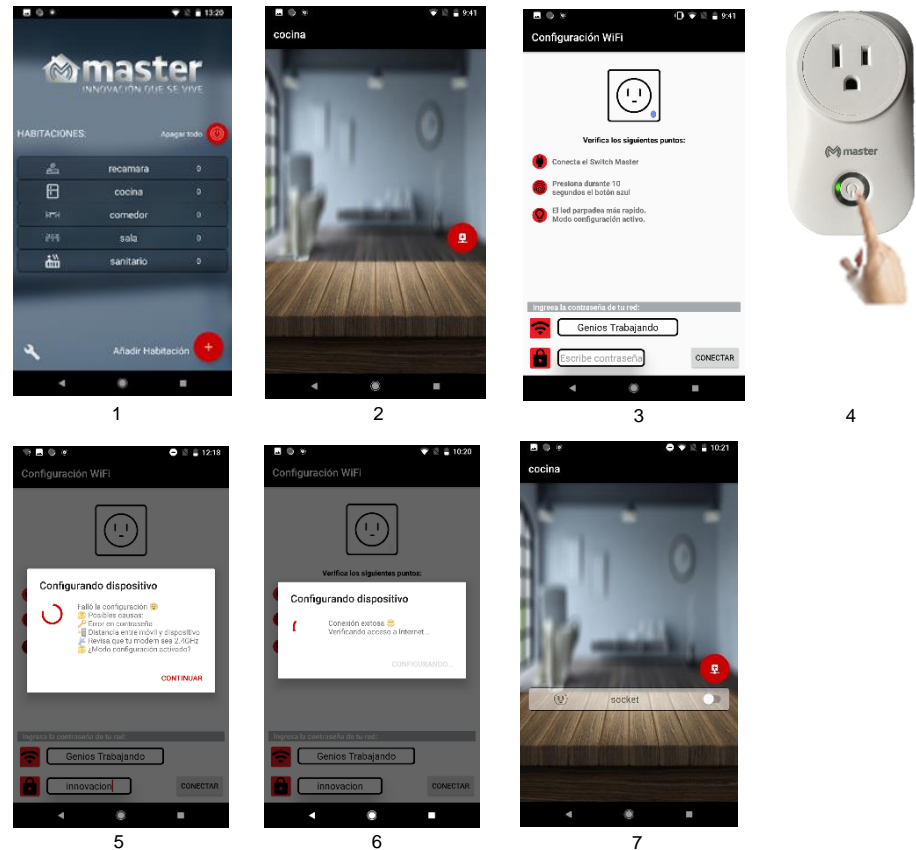 13:20
master
INNOVACIÓN QUE SE VIVE
HABITACIONES:
Apagar todo
recamara 0
cocina 0
comedor 0
sala 0
sanitario 0
Añadir Habitación
1
9:41
cocina
2
9:41
Configuración WiFi
Verifica los siguientes puntos:
Conecta el Switch Master
Presiona durante 10
segundos el botón azul
El led parpadea más rapido.
Modo configuración activo.
Ingresa la contraseña de tu red:
Genios Trabajando
Escribe contraseña
CONECTAR
3
master
4
12:18
Configuración WiFi
Configurando dispositivo
Falló la configuración
Posibles causas:
Error en contraseña
Distancia entre móvil y dispositivo
Revisa que tu modem sea 2.4GHz
¿Modo configuración activado?
CONTINUAR
Ingresa la contraseña de tu red:
Genios Trabajando
innovacion
CONECTAR
5
10:20
Configuración WiFi
Verifica los siguientes puntos:
Configurando dispositivo
Conexión exitosa
Verificando acceso a Internet...
CONFIGURANDO...
Ingresa la contraseña de tu red:
Genios Trabajando
innovacion
CONECTAR
6
10:21
cocina
socket
7